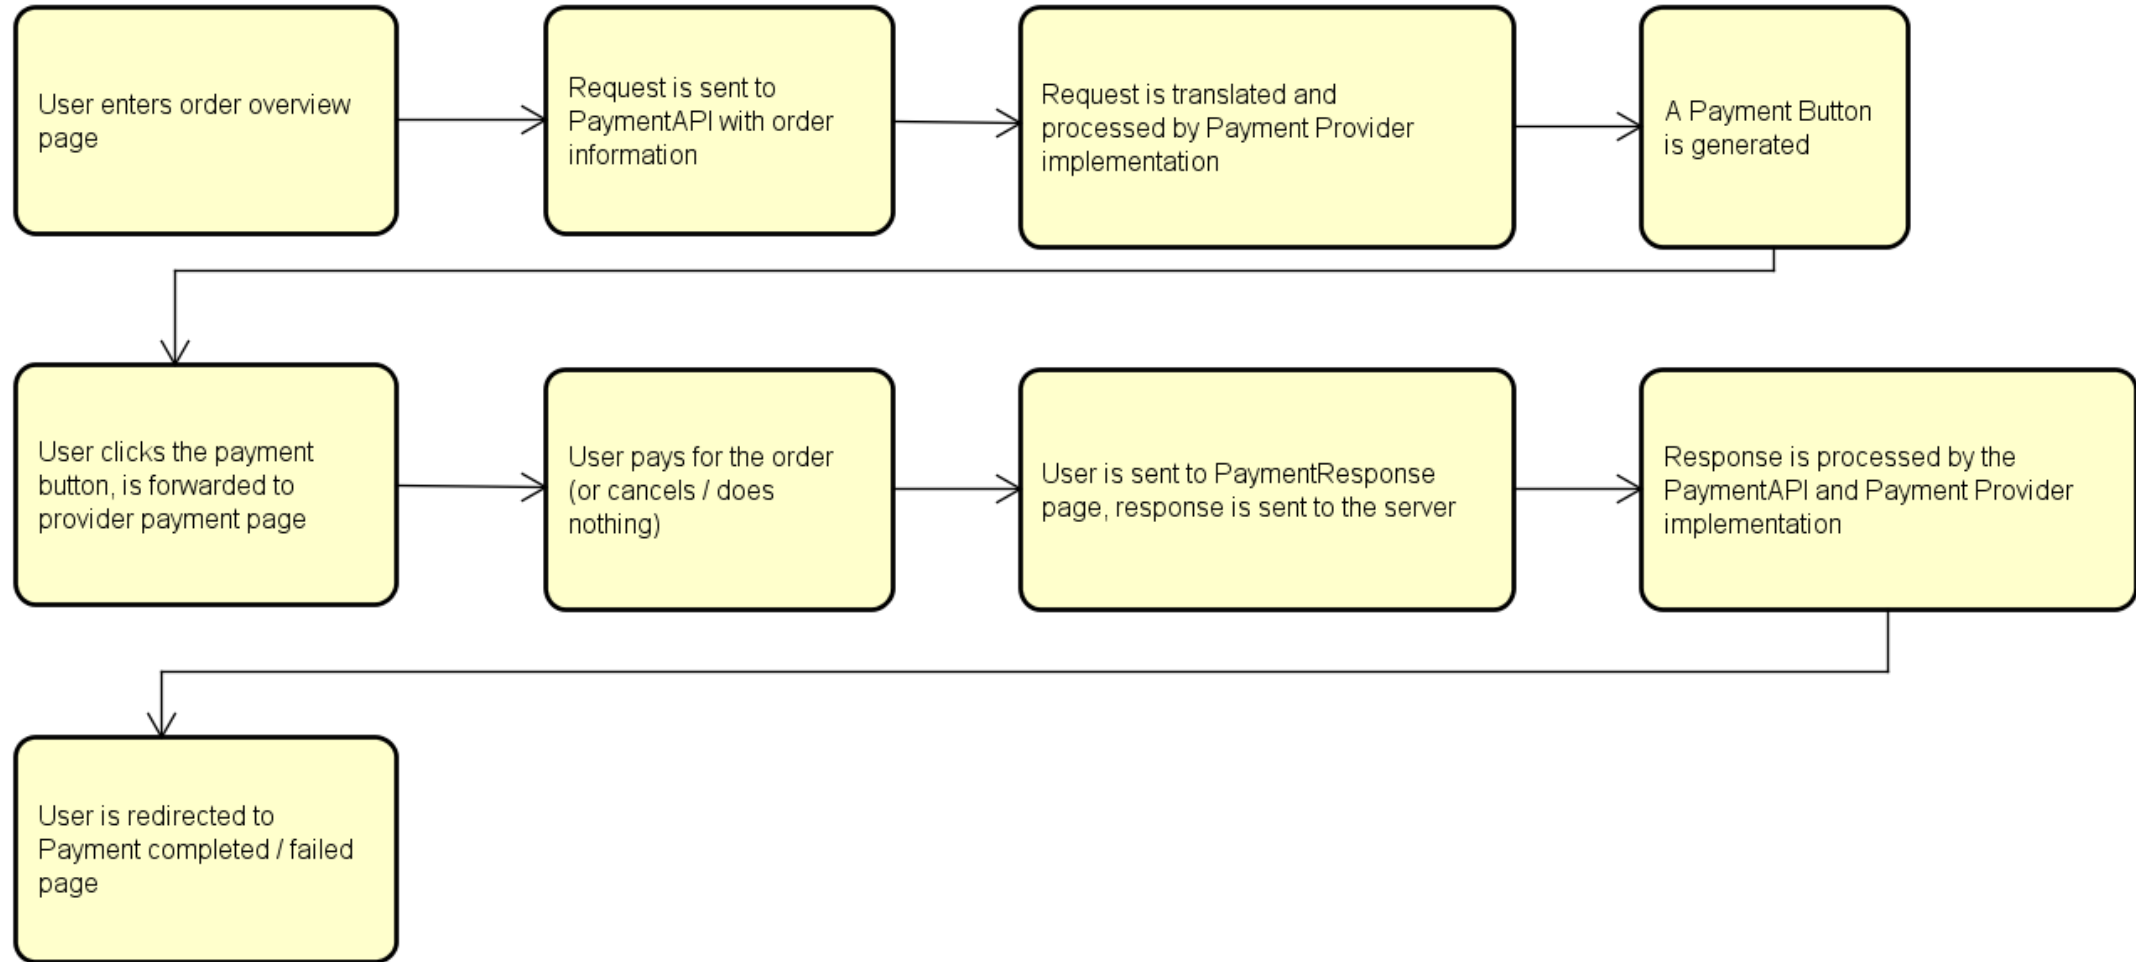 User enters order overview
page
Request is sent to
PaymentAPI with order
information
Request is translated and
processed by Payment Provider
implementation
A Payment Button
is generated
User clicks the payment
button, is forwarded to
provider payment page
User pays for the order
(or cancels / does
nothing)
User is sent to PaymentResponse
page, response is sent to the server
Response is processed by the
PaymentAPI and Payment Provider
implementation
User is redirected to
Payment completed / failed
page